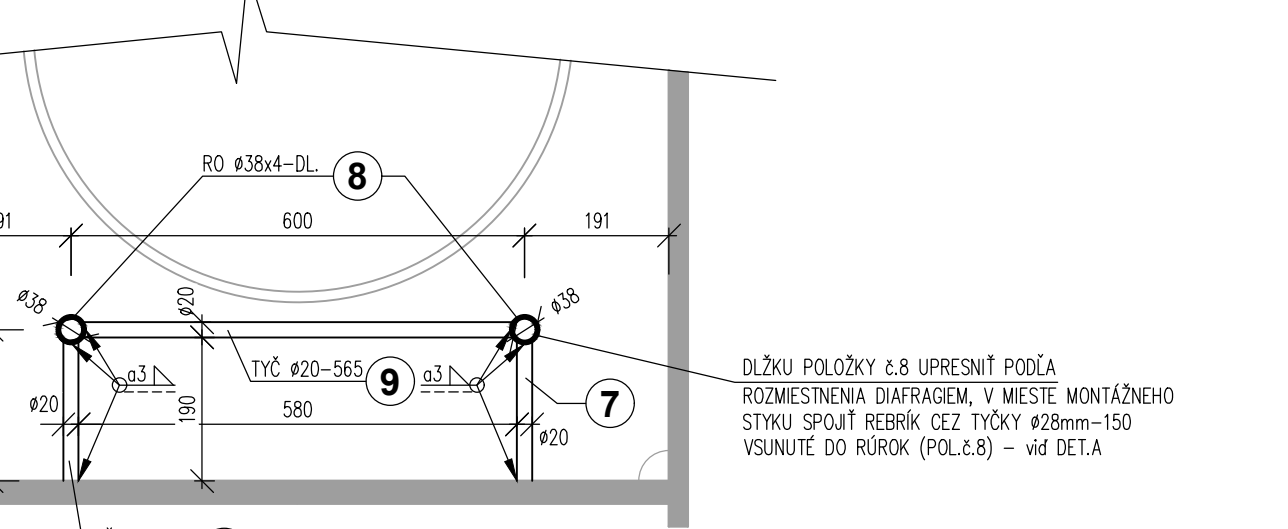 RO ø38x4-DL. 8
91 600 191
ø38 ø20 ø38
a3 TYČ ø20-565 9 a3
ø20 190 580 7
ø20
DLŽKU POLOŽKY č.8 UPRESNIŤ PODĽA
ROZMIESTNENIA DIAFRAGIEM, V MIESTE MONTÁŽNEHO
STYKU SPOJIŤ REBRÍK CEZ TYČKY ø28mm-150
VSUNUTÉ DO RÚROK (POL.č.8) - viď DET.A